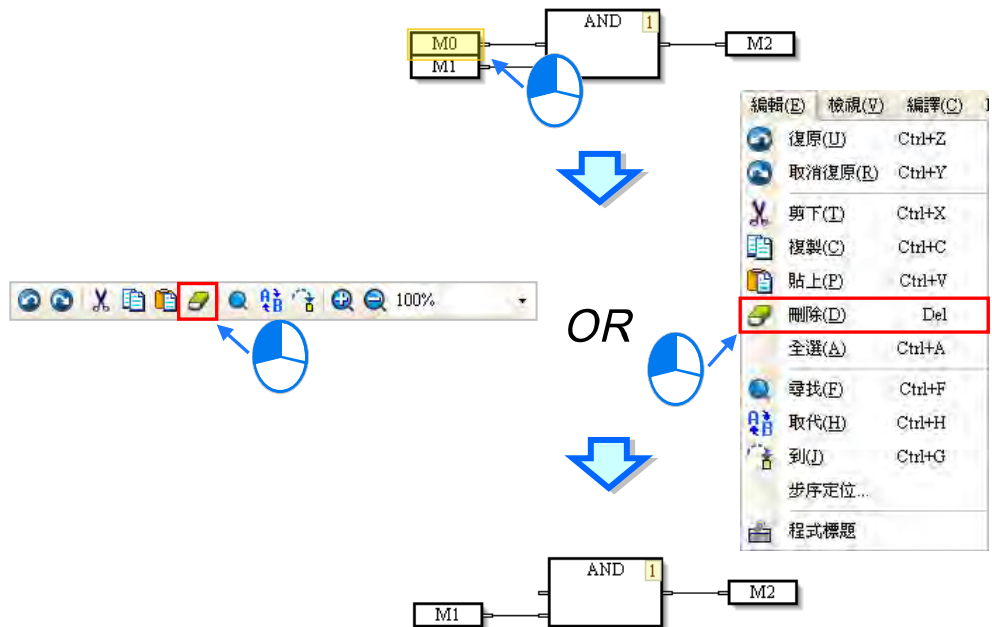 AND 1
M0
M2
M1
編輯(E) 檢視(V) 編譯(C)
復原(U) Ctrl+Z
取消復原(R) Ctrl+Y
剪下(T) Ctrl+X
複製(C) Ctrl+C
貼上(P) Ctrl+V
刪除(D) Del
全選(A) Ctrl+A
尋找(F) Ctrl+F
取代(H) Ctrl+H
到(J) Ctrl+G
步序定位...
程式標題
100%
OR
AND 1
M2
M1